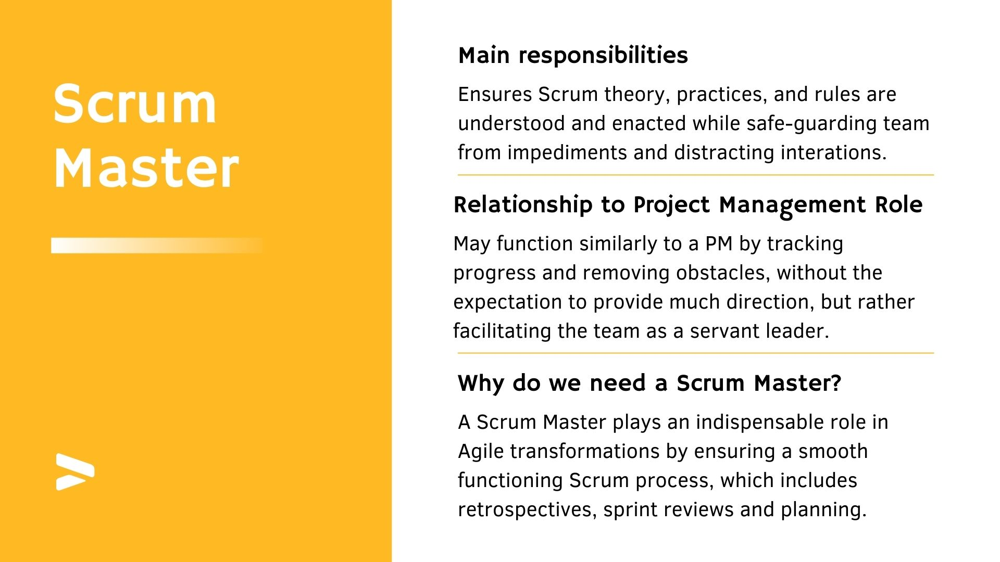 Scrum
Master
Main responsibilities
Ensures Scrum theory, practices, and rules are
understood and enacted while safe-guarding team
from impediments and distracting interations.
Relationship to Project Management Role
May function similarly to a PM by tracking
progress and removing obstacles, without the
expectation to provide much direction, but rather
facilitating the team as a servant leader.
Why do we need a Scrum Master?
A Scrum Master plays an indispensable role in
Agile transformations by ensuring a smooth
functioning Scrum process, which includes
retrospectives, sprint reviews and planning.